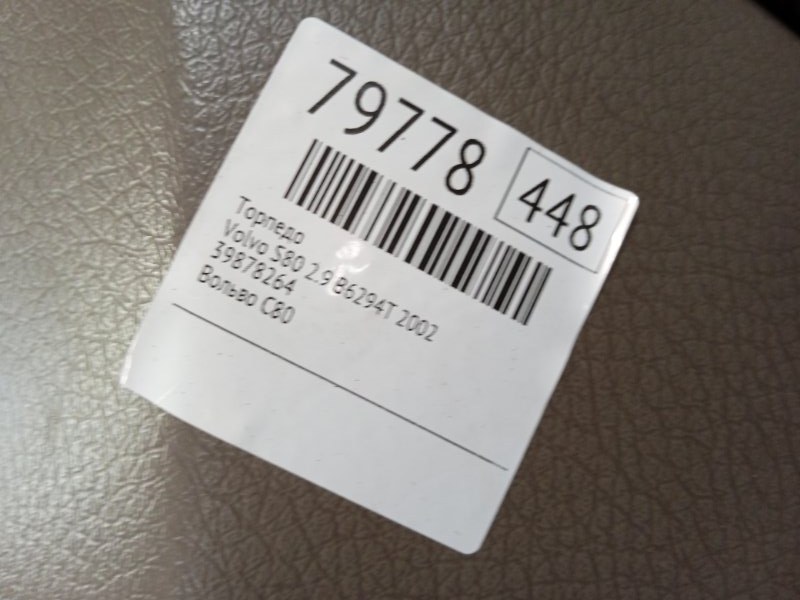 79778
448
Торпедо
Volvo S80 2.9 B6294T 2002
39878264
Вольво С80